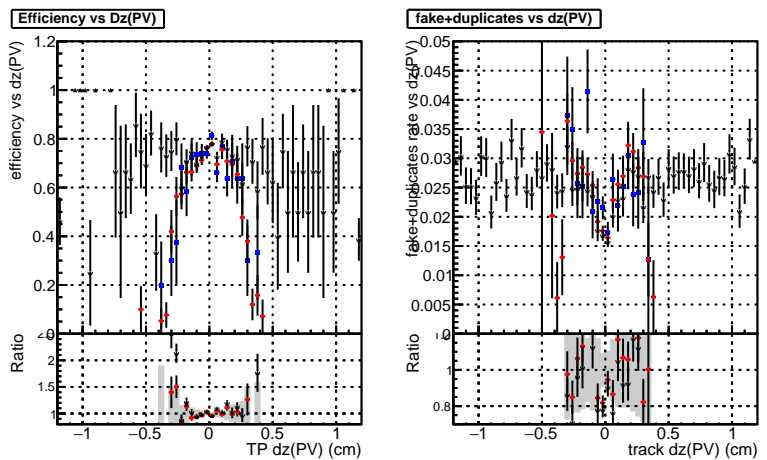 Efficiency vs Dz(PV)
efficiency vs dz(PV)
1.2
1
0.8
0.6
0.4
0.2
0
Ratio
2
1.5
1
−1 −0.5 0 0.5 1
TP dz(PV) (cm)
fake+duplicates vs dz(PV)
fake+duplicates rate vs dz(PV)
0.05
0.045
0.04
0.035
0.03
0.025
0.02
0.015
0.01
0.005
0
Ratio
1
0.8
−1 −0.5 0 0.5 1
track dz(PV) (cm)